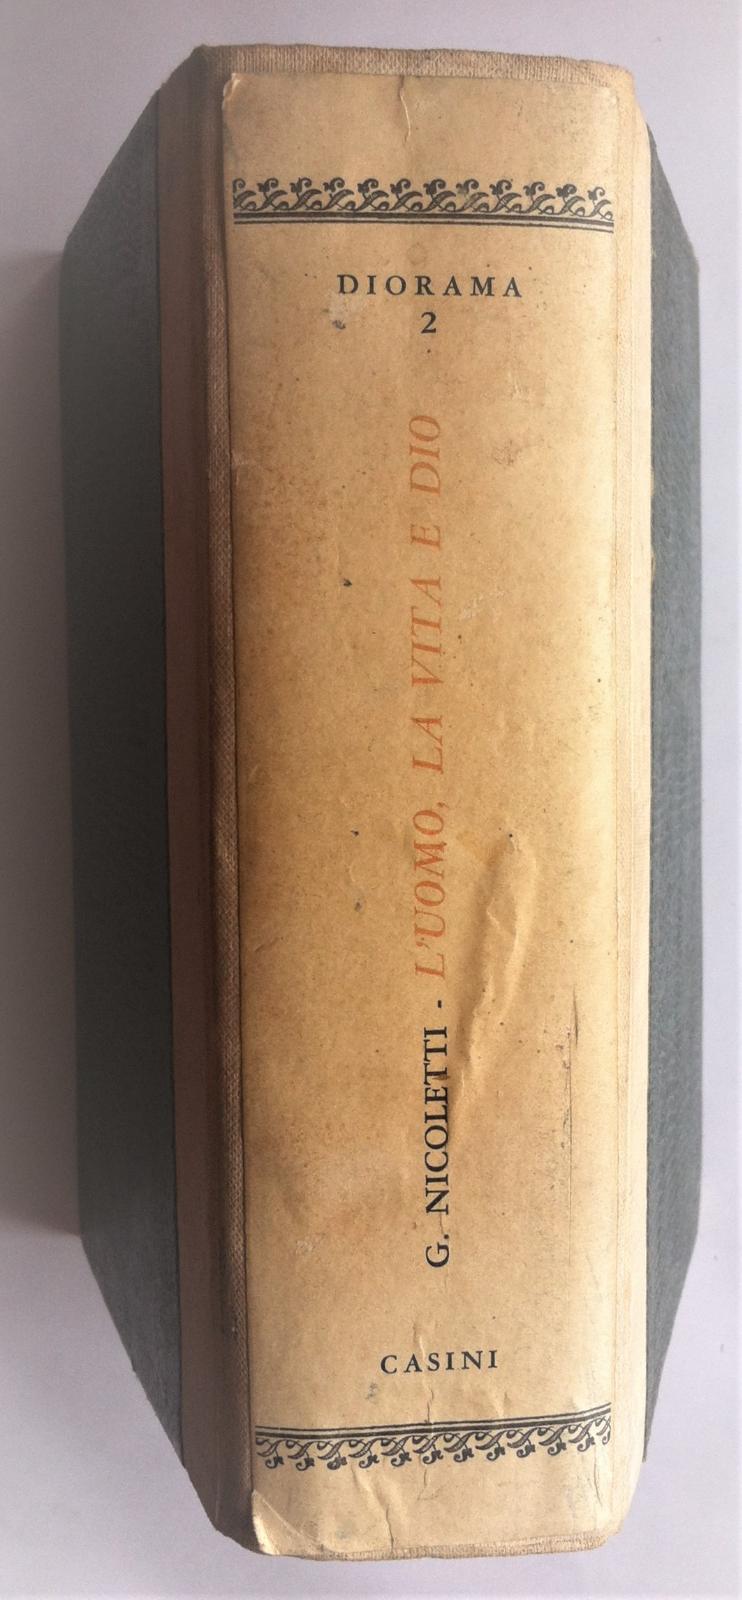 DIORAMA
2
G. NICOLETTI - L'UOMO, LA VITA E DIO
CASINI